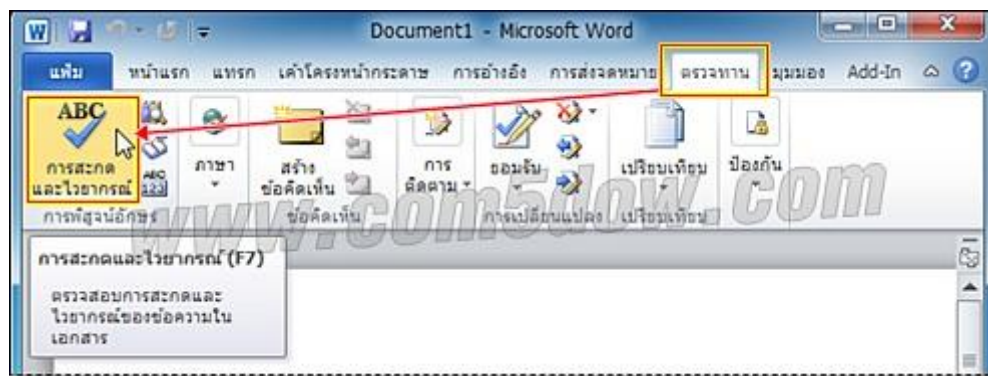 Document1 - Microsoft Word
แฟ้ม หน้าแรก แทรก เค้าโครงหน้ากระดาษ การอ้างอิง การส่งจดหมาย ตรวจทาน มุมมอง Add-In
ABC
การสะกด
และไวยากรณ์
ABC
123
ภาษา
สร้าง
ข้อคิดเห็น
การ
ติดตาม
ยอมรับ
เปรียบเทียบ
ป้องกัน
การพิสูจน์อักษร ข้อคิดเห็น การเปลี่ยนแปลง เปรียบเทียบ
www.com5dow.com
การสะกดและไวยากรณ์ (F7)
ตรวจสอบการสะกดและ
ไวยากรณ์ของข้อความใน
เอกสาร